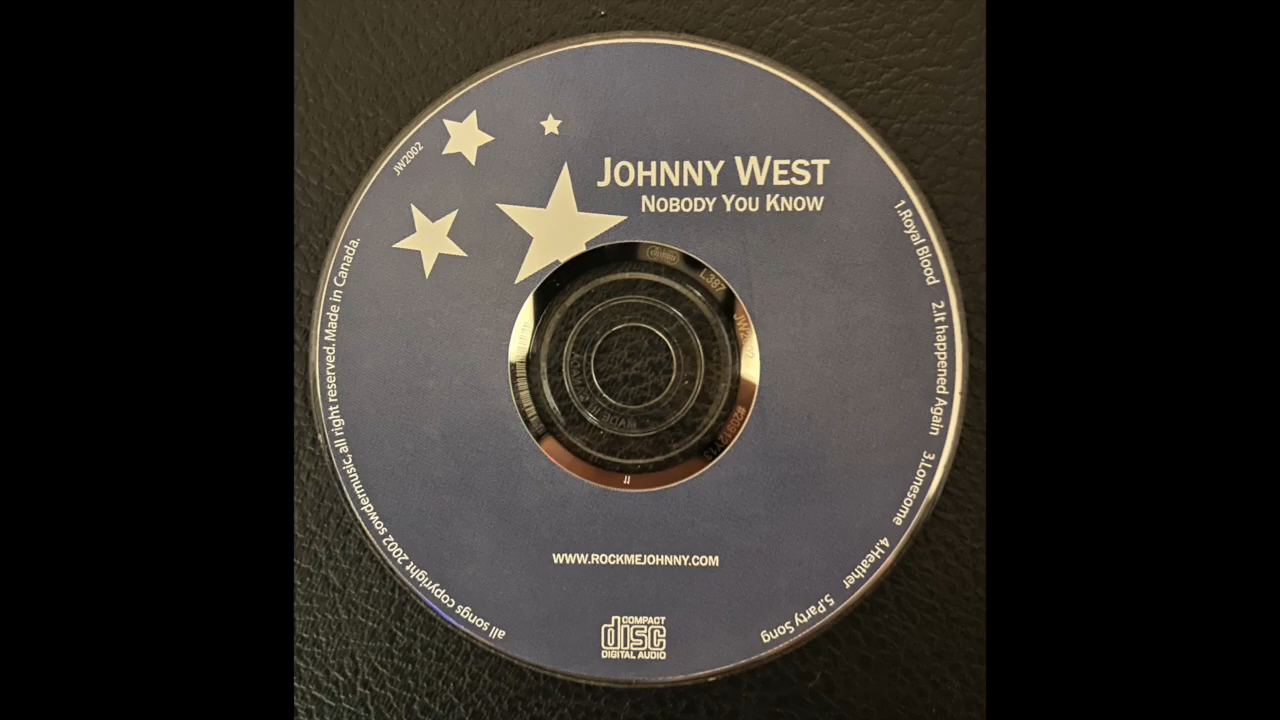 JW2002
JOHNNY WEST
NOBODY YOU KNOW
1.Royal Blood
2.It happened Again
3.Lonesome
4.Heather
5.Party Song
L387
WWW.ROCKMEJOHNNY.COM
COMPACT
disc
DIGITAL AUDIO
all songs copyright 2002 sowdermusic, all right reserved. Made in Canada.